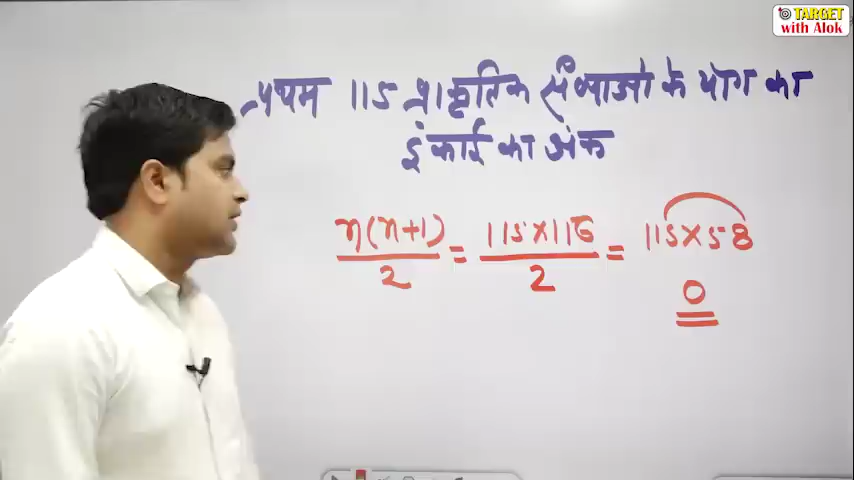 TARGET
with Alok
प्रथम 115 प्राकृतिक संख्याओ के योग का
इकाई का अंक
n(n+1)/2 = 115×116/2 = 115×58
0